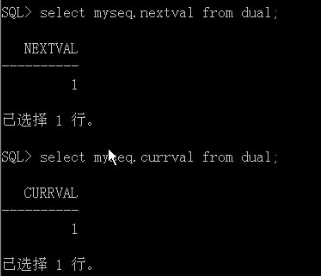 SQL> select myseq.nextval from dual;
NEXTVAL
----------
1
已选择 1 行。
SQL> select myseq.currval from dual;
CURRVAL
----------
1
已选择 1 行。